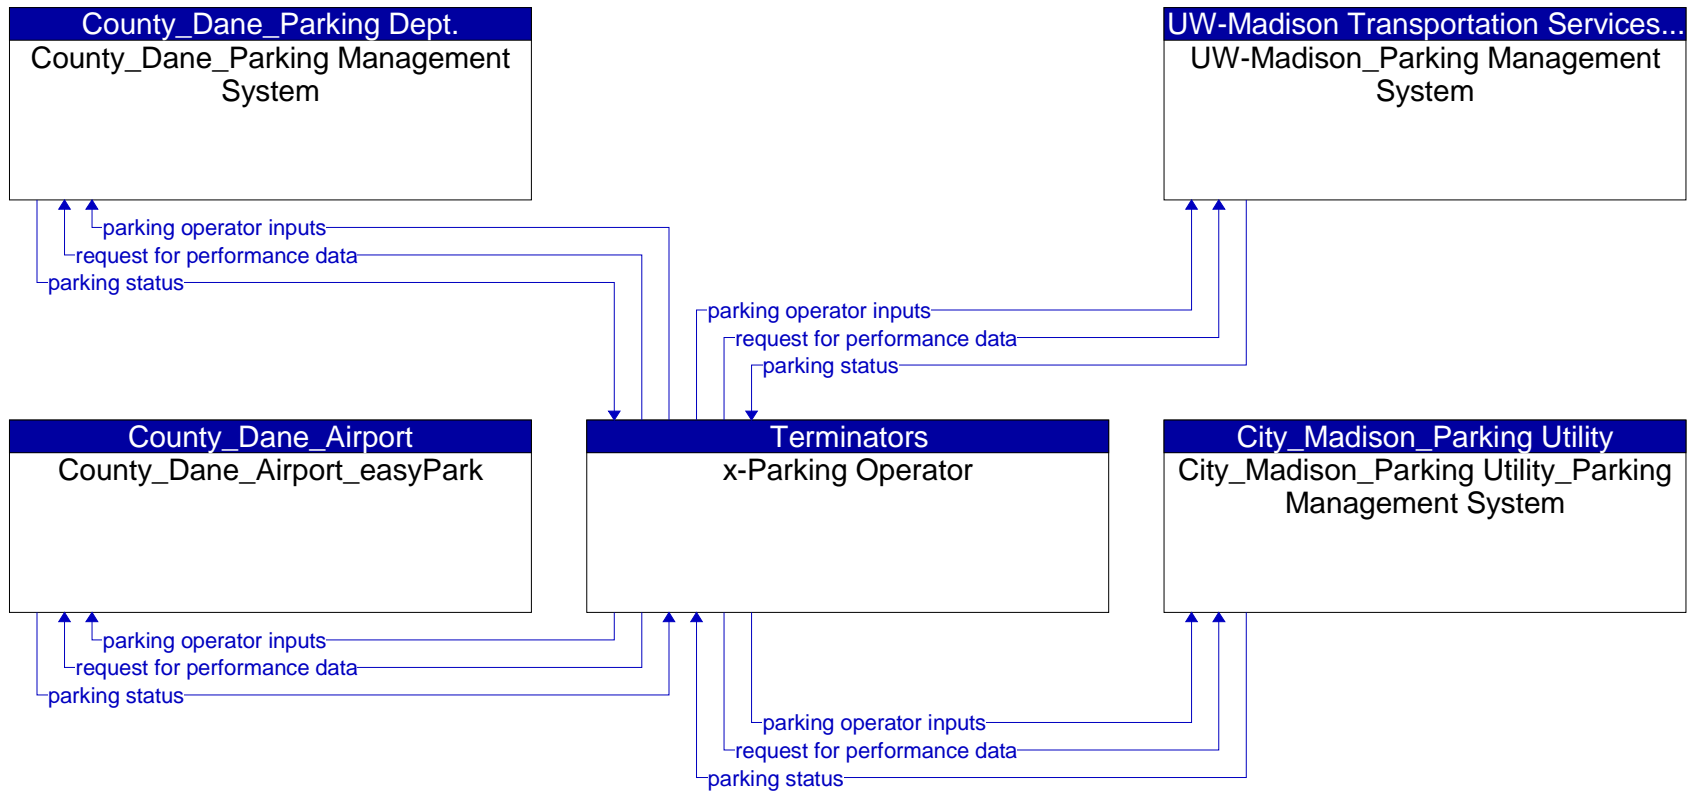 County_Dane_Parking Dept.
County_Dane_Parking Management
System
UW-Madison Transportation Services...
UW-Madison_Parking Management
System
parking operator inputs
request for performance data
parking status
parking operator inputs
request for performance data
parking status
County_Dane_Airport
County_Dane_Airport_easyPark
Terminators
x-Parking Operator
City_Madison_Parking Utility
City_Madison_Parking Utility_Parking
Management System
parking operator inputs
request for performance data
parking status
parking operator inputs
request for performance data
parking status